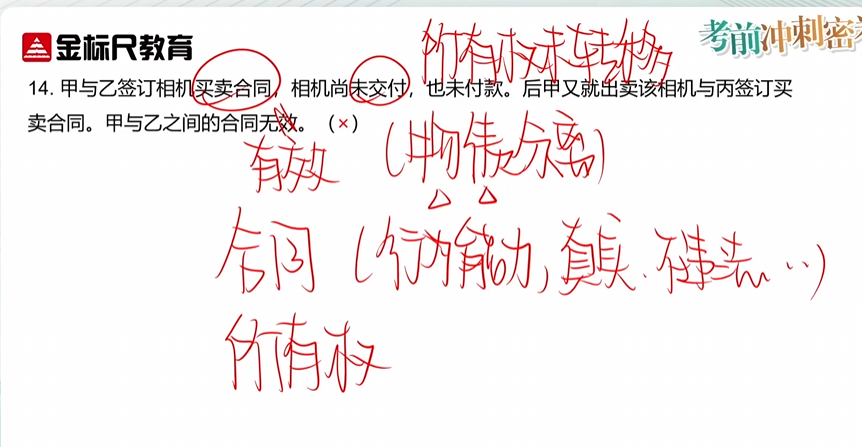 金标尺教育
考前冲刺密
所有权未转移
14. 甲与乙签订相机买卖合同，相机尚未交付，也未付款。后甲又就出卖该相机与丙签订买
卖合同。甲与乙之间的合同无效。（×）
有效 （物债分离）
合同（行为能力，真实、不违法…）
所有权